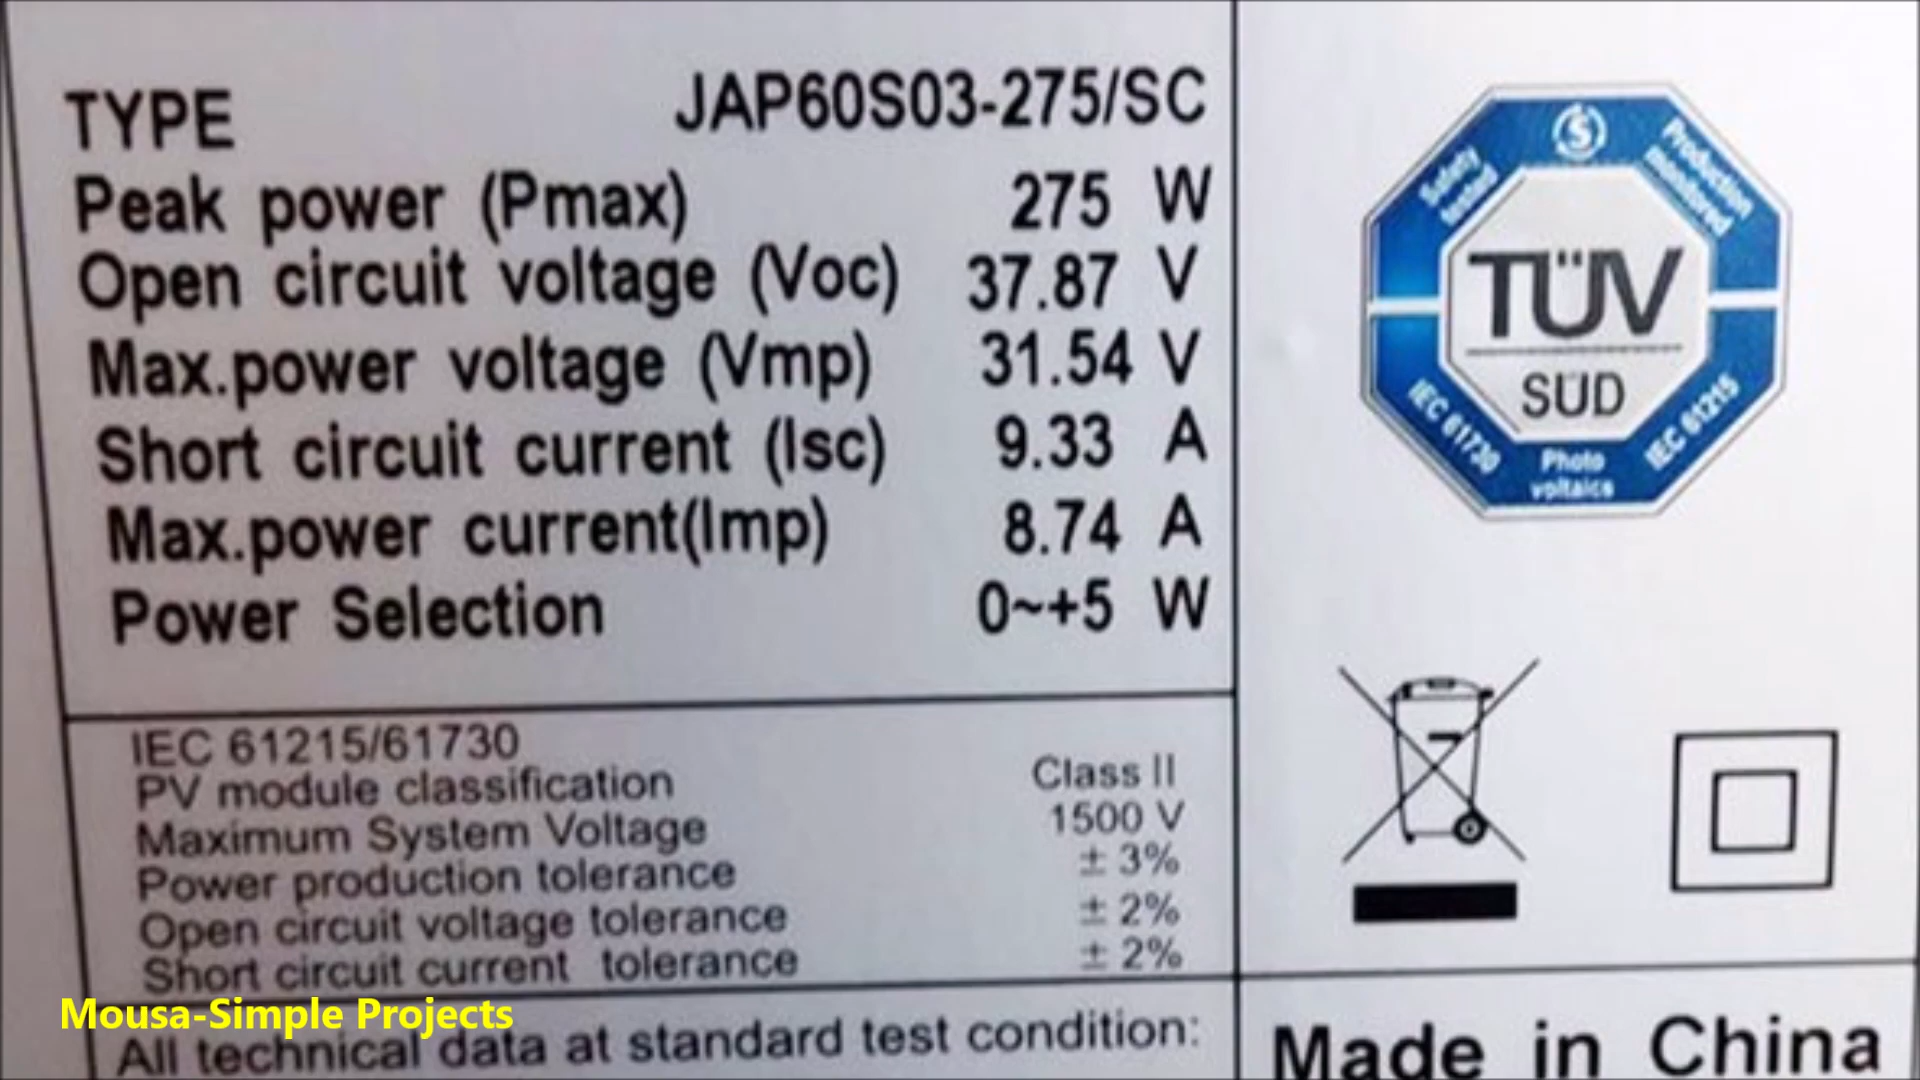 TYPE JAP60S03-275/SC
Peak power (Pmax) 275 W
Open circuit voltage (Voc) 37.87 V
Max.power voltage (Vmp) 31.54 V
Short circuit current (Isc) 9.33 A
Max.power current(Imp) 8.74 A
Power Selection 0~+5 W
IEC 61215/61730
PV module classification Class II
Maximum System Voltage 1500 V
Power production tolerance ± 3%
Open circuit voltage tolerance ± 2%
Short circuit current tolerance ± 2%
Mousa-Simple Projects
All technical data at standard test condition:
Safety
tested
Production
monitored
TÜV
SÜD
IEC 61730
Photo
voltaics
IEC 61215
Made in China